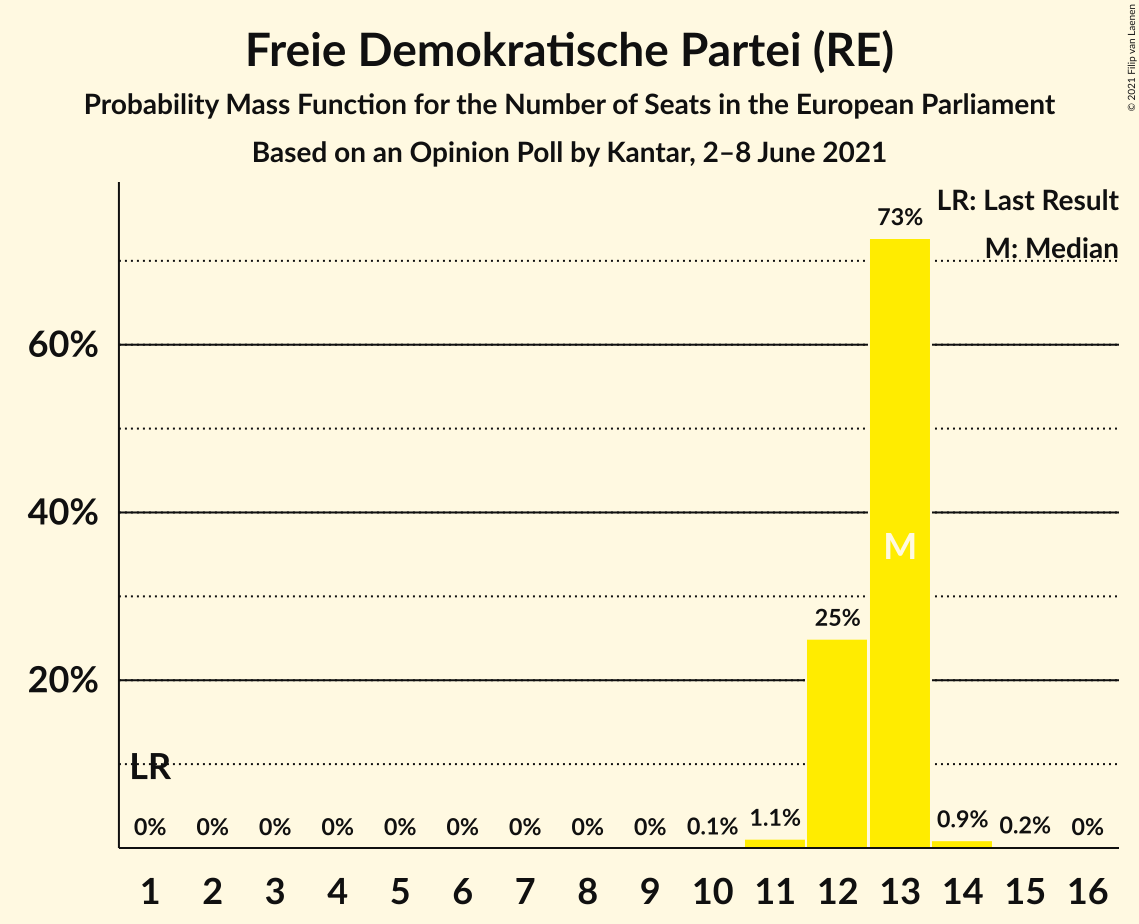 Freie Demokratische Partei (RE)
Probability Mass Function for the Number of Seats in the European Parliament
Based on an Opinion Poll by Kantar, 2–8 June 2021
© 2021 Filip van Laenen
LR: Last Result
M: Median
73%
60%
40%
M
25%
20%
LR
0% 0% 0% 0% 0% 0% 0% 0% 0% 0.1% 1.1% 0.9% 0.2% 0%
1 2 3 4 5 6 7 8 9 10 11 12 13 14 15 16